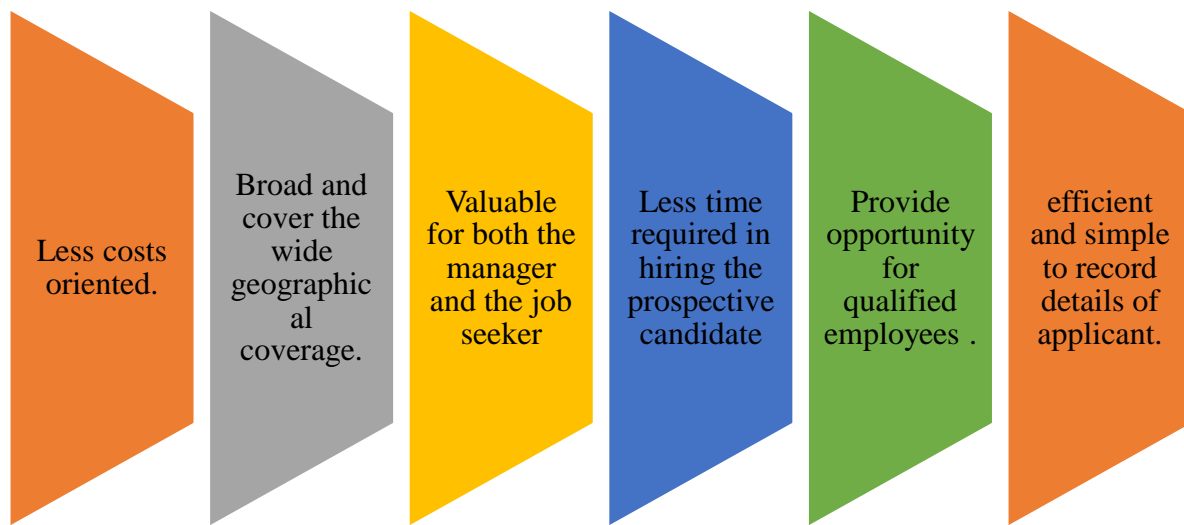 Less costs
oriented.
Broad and
cover the
wide
geographic
al
coverage.
Valuable
for both the
manager
and the job
seeker
Less time
required in
hiring the
prospective
candidate
Provide
opportunity
for
qualified
employees .
efficient
and simple
to record
details of
applicant.